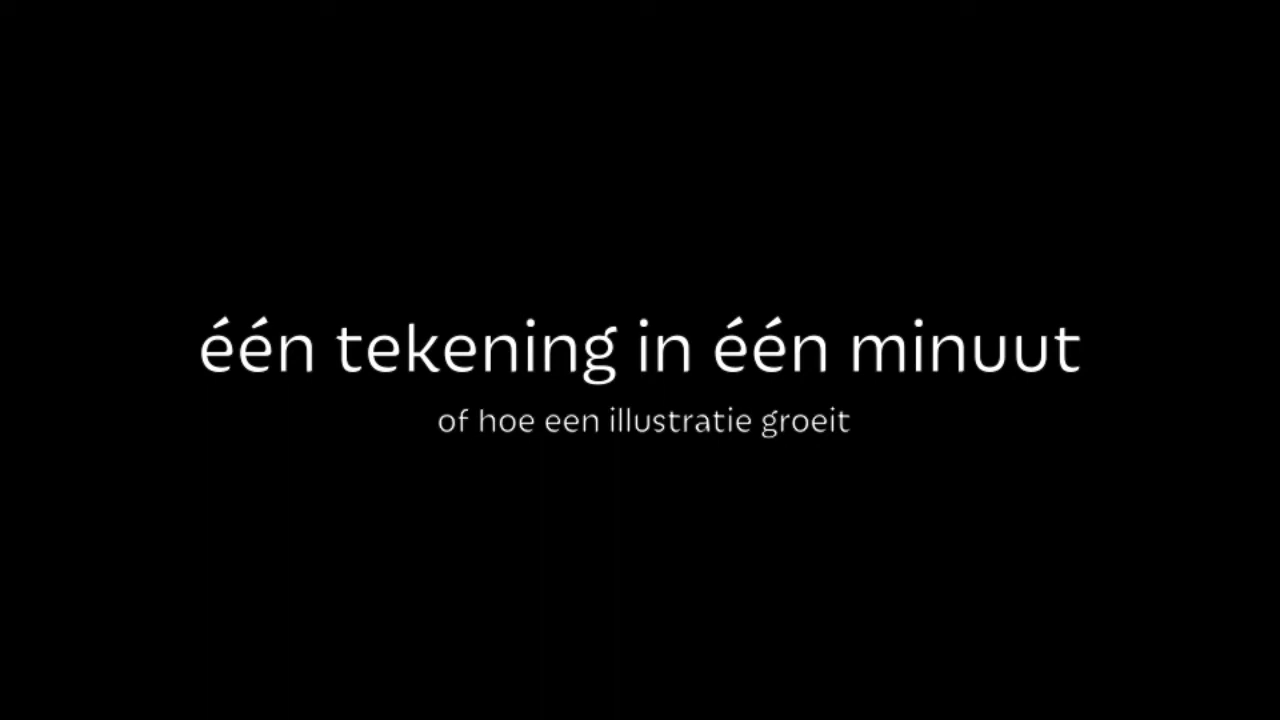 één tekening in één minuut
of hoe een illustratie groeit